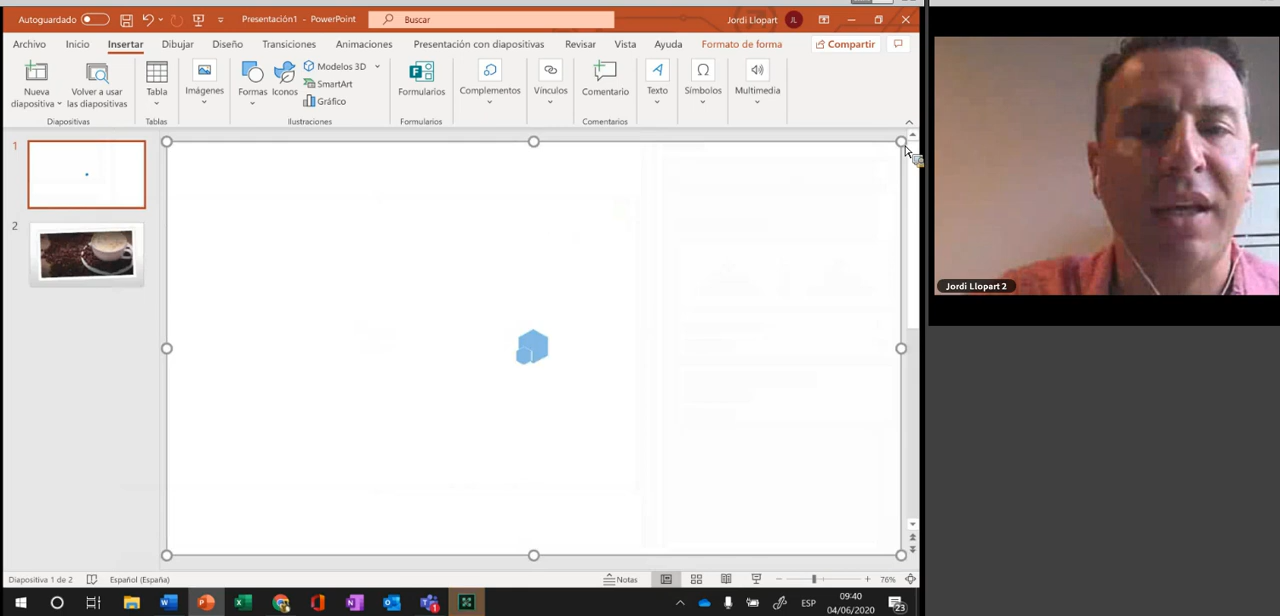 Autoguardado
Presentación1 - PowerPoint
Buscar
Jordi Llopart
JL
Archivo
Inicio
Insertar
Dibujar
Diseño
Transiciones
Animaciones
Presentación con diapositivas
Revisar
Vista
Ayuda
Formato de forma
Compartir
Nueva diapositiva
Volver a usar las diapositivas
Diapositivas
Tabla
Tablas
Imágenes
Formas
Iconos
Modelos 3D
SmartArt
Gráfico
Ilustraciones
Formularios
Formularios
Complementos
Vínculos
Comentario
Comentarios
Texto
Símbolos
Multimedia
1
2
Jordi Llopart 2
Diapositiva 1 de 2
Español (España)
Notas
76%
ESP
09:40
04/06/2020
23